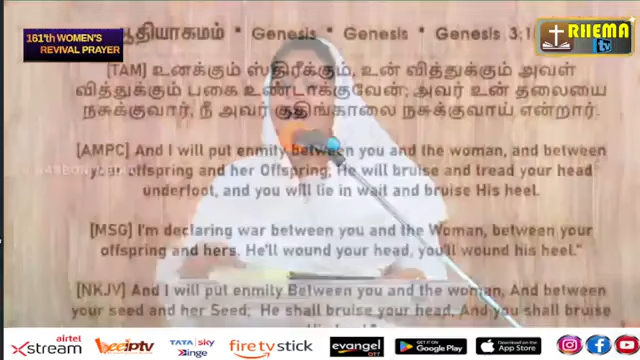 161'th WOMEN'S
REVIVAL PRAYER
ஆதியாகமம் * Genesis * Genesis * Genesis 3:1
RHEMA
tv
[TAM] உனக்கும் ஸ்திரீக்கும், உன் வித்துக்கும் அவள்
வித்துக்கும் பகை உண்டாக்குவேன்; அவர் உன் தலையை
நசுக்குவார், நீ அவர் குதிங்காலை நசுக்குவாய் என்றார்.
[AMPC] And I will put enmity between you and the woman, and between
your offspring and her Offspring; He will bruise and tread your head
underfoot, and you will lie in wait and bruise His heel.
[MSG] I'm declaring war between you and the Woman, between your
offspring and hers. He'll wound your head, you'll wound his heel."
[NKJV] And I will put enmity Between you and the woman, And between
your seed and her Seed; He shall bruise your head, And you shall bruise
airtel
Xstream
beeiptv
TATA sky
binge
fire tv stick
evangel
OTT
GET IT ON
Google Play
Download on the
App Store